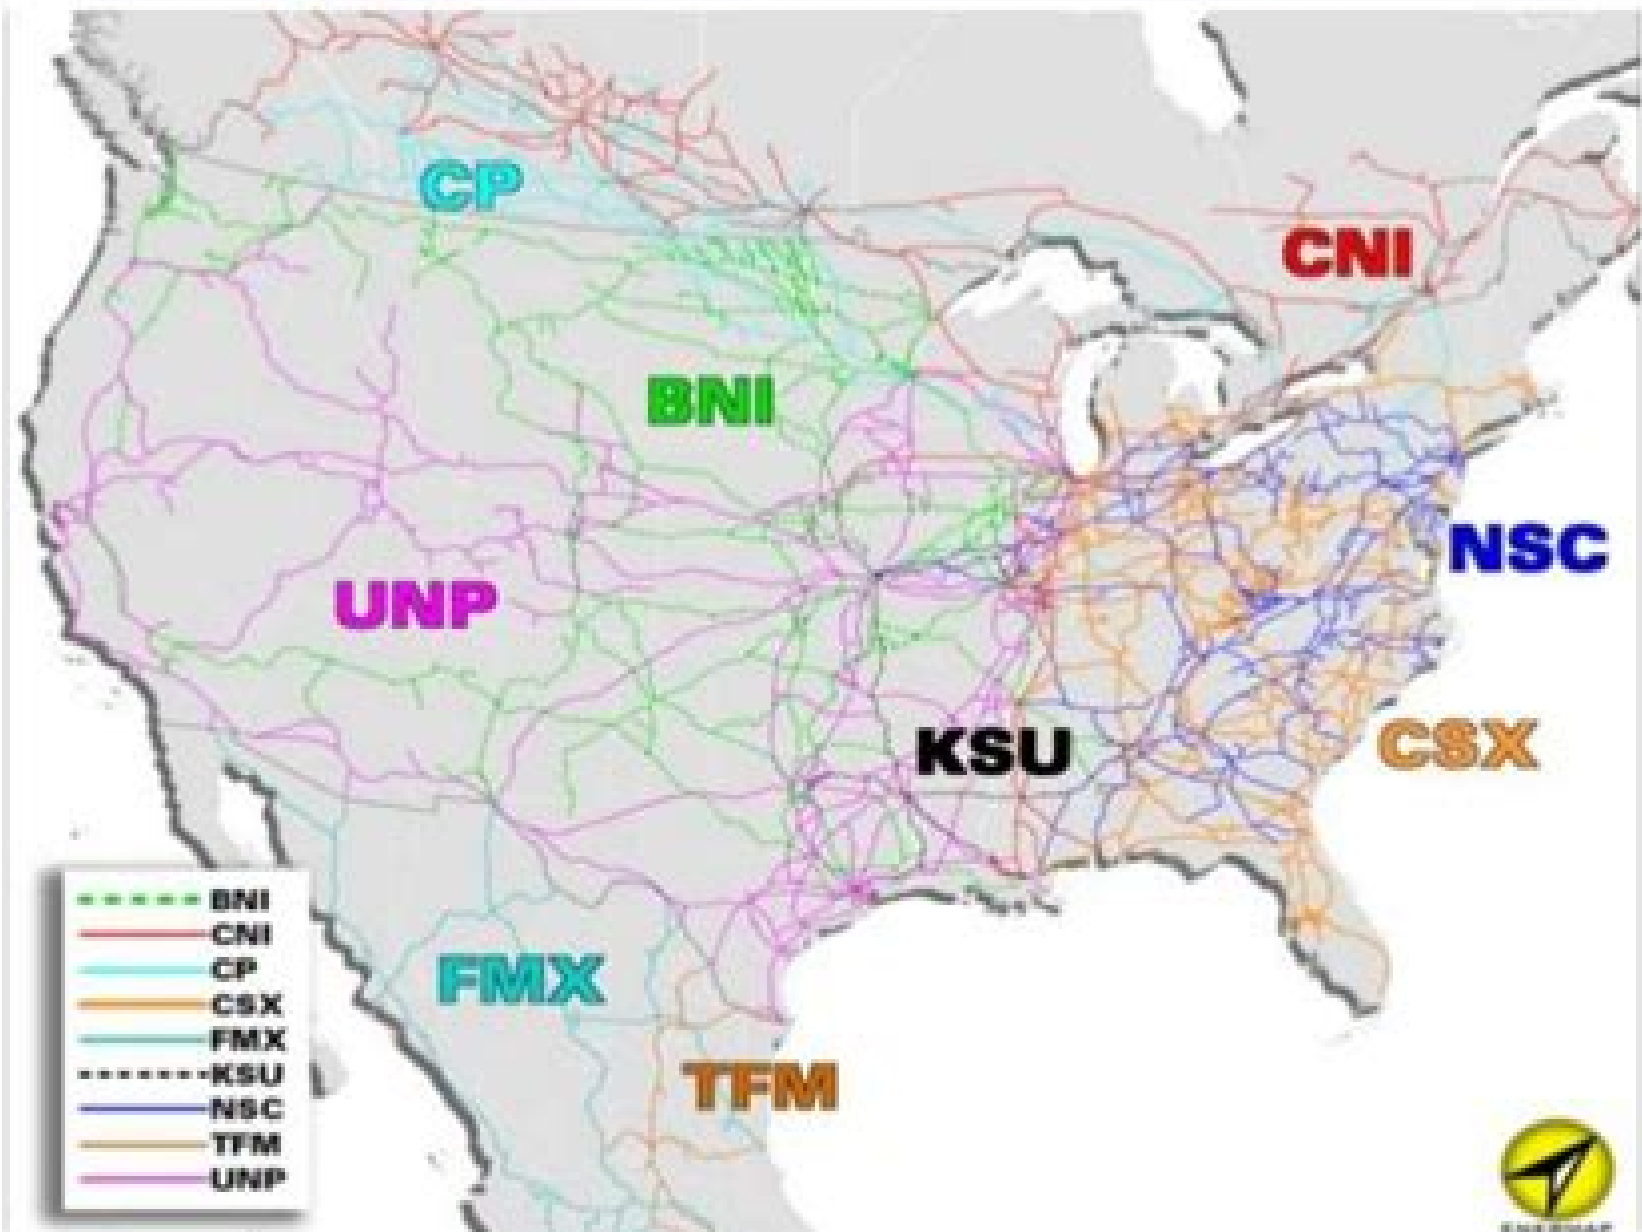 CP
CNI
BNI
NSC
UNP
KSU
CSX
FMX
TFM
BNI
CNI
CP
CSX
FMX
KSU
NSC
TFM
UNP